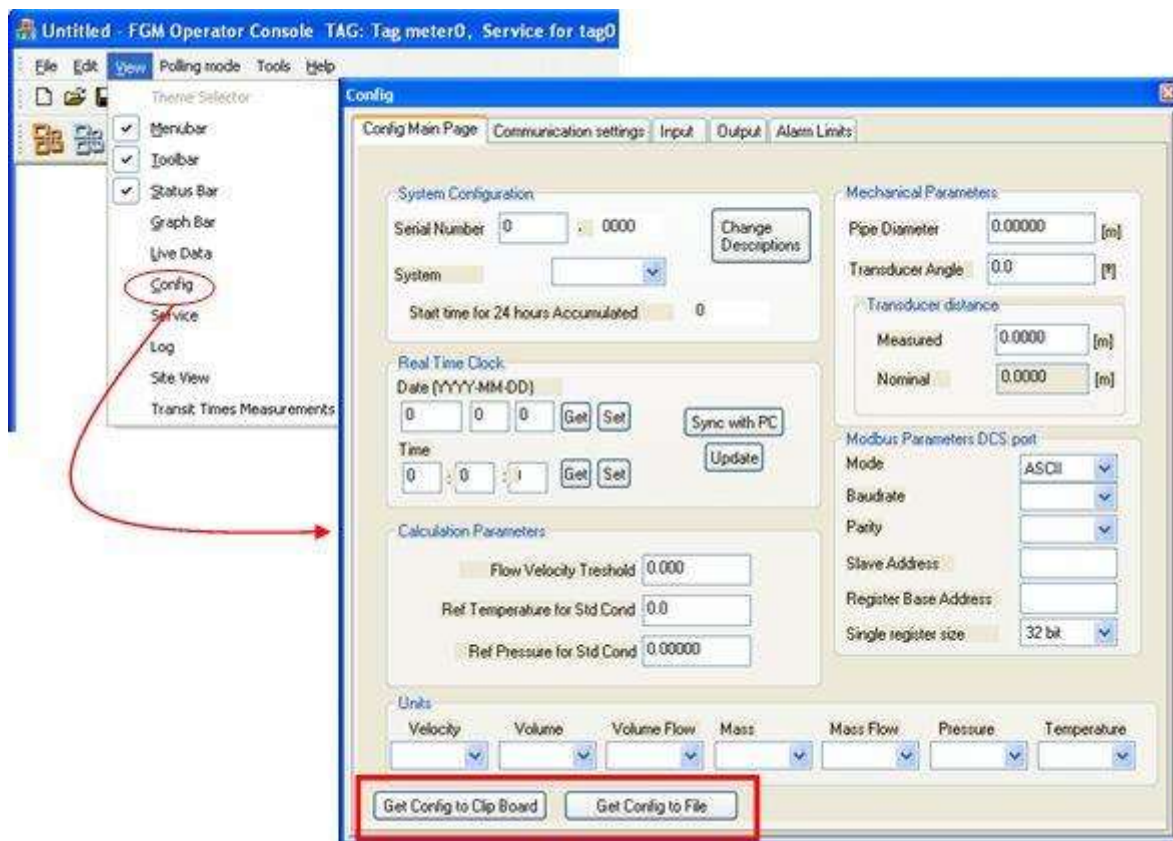 Untitled - FGM Operator Console TAG: Tag meter0, Service for tag0
File Edit View Polling mode Tools Help
Theme Selector
Menubar
Toolbar
Status Bar
Graph Bar
Live Data
Config
Service
Log
Site View
Transit Times Measurements
Config
Config Main Page Communication settings Input Output Alarm Limits
System Configuration
Serial Number 0 . 0000
Change Descriptions
System
Start time for 24 hours Accumulated 0
Real Time Clock
Date (YYYY-MM-DD)
0 0 0 Get Set
Sync with PC
Time
Update
0 : 0 : Get Set
Calculation Parameters
Flow Velocity Treshold 0.000
Ref Temperature for Std Cond 0.0
Ref Pressure for Std Cond 0.00000
Mechanical Parameters
Pipe Diameter 0.00000 [m]
Transducer Angle 0.0 [°]
Transducer distance
Measured 0.0000 [m]
Nominal 0.0000 [m]
Modbus Parameters DCS port
Mode ASCII
Baudrate
Parity
Slave Address
Register Base Address
Single register size 32 bit
Units
Velocity Volume Volume Flow Mass Mass Flow Pressure Temperature
Get Config to Clip Board Get Config to File